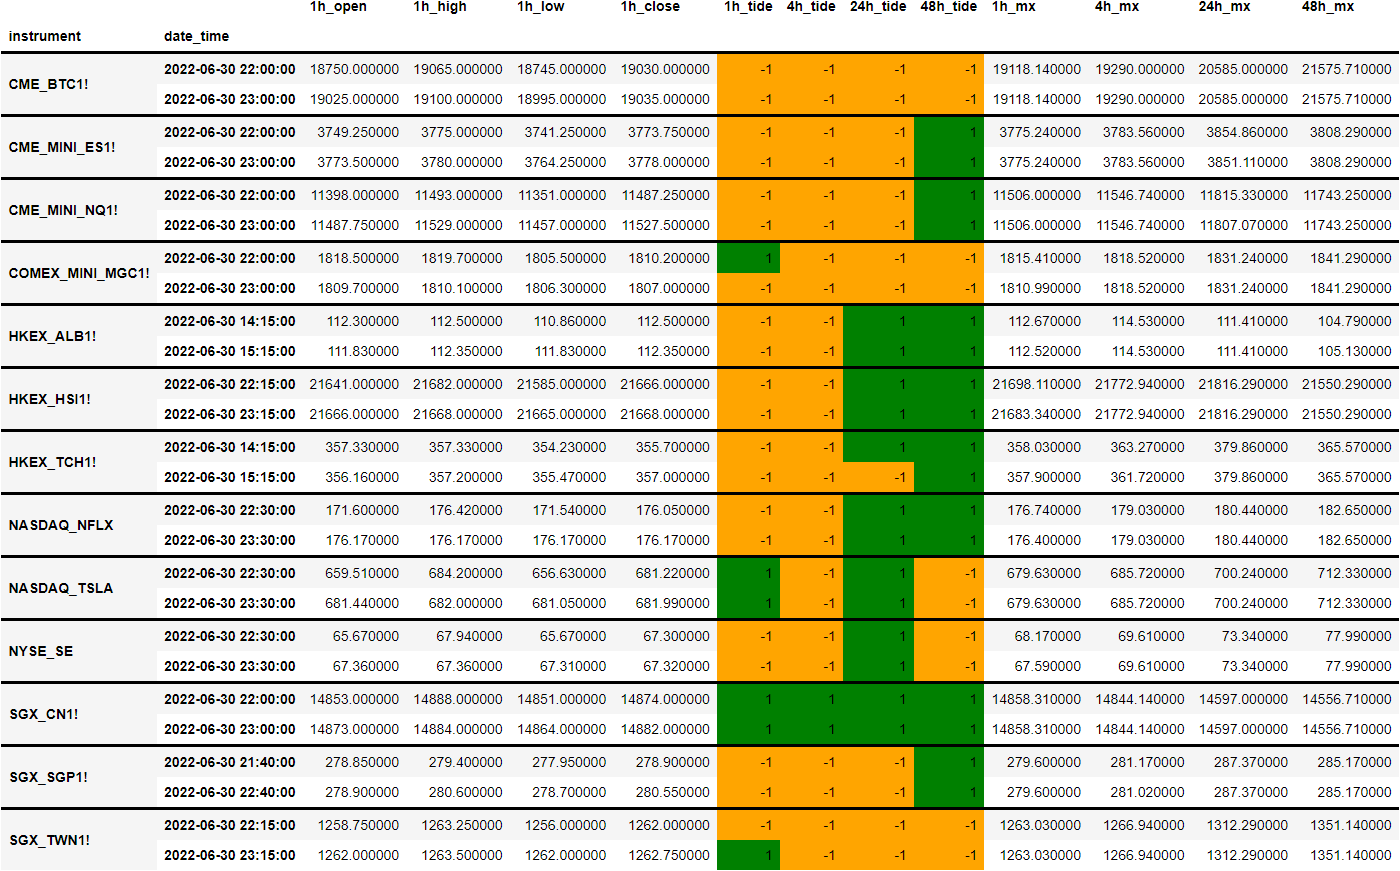 1h_open 1h_high 1h_low 1h_close 1h_tide 4h_tide 24h_tide 48h_tide 1h_mx 4h_mx 24h_mx 48h_mx
instrument date_time
CME_BTC1! 2022-06-30 22:00:00 18750.000000 19065.000000 18745.000000 19030.000000 -1 -1 -1 -1 19118.140000 19290.000000 20585.000000 21575.710000
2022-06-30 23:00:00 19025.000000 19100.000000 18995.000000 19035.000000 -1 -1 -1 -1 19118.140000 19290.000000 20585.000000 21575.710000
CME_MINI_ES1! 2022-06-30 22:00:00 3749.250000 3775.000000 3741.250000 3773.750000 -1 -1 -1 1 3775.240000 3783.560000 3854.860000 3808.290000
2022-06-30 23:00:00 3773.500000 3780.000000 3764.250000 3778.000000 -1 -1 -1 1 3775.240000 3783.560000 3851.110000 3808.290000
CME_MINI_NQ1! 2022-06-30 22:00:00 11398.000000 11493.000000 11351.000000 11487.250000 -1 -1 -1 1 11506.000000 11546.740000 11815.330000 11743.250000
2022-06-30 23:00:00 11487.750000 11529.000000 11457.000000 11527.500000 -1 -1 -1 1 11506.000000 11546.740000 11807.070000 11743.250000
COMEX_MINI_MGC1! 2022-06-30 22:00:00 1818.500000 1819.700000 1805.500000 1810.200000 1 -1 -1 -1 1815.410000 1818.520000 1831.240000 1841.290000
2022-06-30 23:00:00 1809.700000 1810.100000 1806.300000 1807.000000 -1 -1 -1 -1 1810.990000 1818.520000 1831.240000 1841.290000
HKEX_ALB1! 2022-06-30 14:15:00 112.300000 112.500000 110.860000 112.500000 -1 -1 1 1 112.670000 114.530000 111.410000 104.790000
2022-06-30 15:15:00 111.830000 112.350000 111.830000 112.350000 -1 -1 1 1 112.520000 114.530000 111.410000 105.130000
HKEX_HSI1! 2022-06-30 22:15:00 21641.000000 21682.000000 21585.000000 21666.000000 -1 -1 1 1 21698.110000 21772.940000 21816.290000 21550.290000
2022-06-30 23:15:00 21666.000000 21668.000000 21665.000000 21668.000000 -1 -1 1 1 21683.340000 21772.940000 21816.290000 21550.290000
HKEX_TCH1! 2022-06-30 14:15:00 357.330000 357.330000 354.230000 355.700000 -1 -1 1 1 358.030000 363.270000 379.860000 365.570000
2022-06-30 15:15:00 356.160000 357.200000 355.470000 357.000000 -1 -1 -1 1 357.900000 361.720000 379.860000 365.570000
NASDAQ_NFLX 2022-06-30 22:30:00 171.600000 176.420000 171.540000 176.050000 -1 -1 1 1 176.740000 179.030000 180.440000 182.650000
2022-06-30 23:30:00 176.170000 176.170000 176.170000 176.170000 -1 -1 1 1 176.400000 179.030000 180.440000 182.650000
NASDAQ_TSLA 2022-06-30 22:30:00 659.510000 684.200000 656.630000 681.220000 1 -1 1 -1 679.630000 685.720000 700.240000 712.330000
2022-06-30 23:30:00 681.440000 682.000000 681.050000 681.990000 1 -1 1 -1 679.630000 685.720000 700.240000 712.330000
NYSE_SE 2022-06-30 22:30:00 65.670000 67.940000 65.670000 67.300000 -1 -1 1 -1 68.170000 69.610000 73.340000 77.990000
2022-06-30 23:30:00 67.360000 67.360000 67.310000 67.320000 -1 -1 1 -1 67.590000 69.610000 73.340000 77.990000
SGX_CN1! 2022-06-30 22:00:00 14853.000000 14888.000000 14851.000000 14874.000000 1 1 1 1 14858.310000 14844.140000 14597.000000 14556.710000
2022-06-30 23:00:00 14873.000000 14884.000000 14864.000000 14882.000000 1 1 1 1 14858.310000 14844.140000 14597.000000 14556.710000
SGX_SGP1! 2022-06-30 21:40:00 278.850000 279.400000 277.950000 278.900000 -1 -1 -1 1 279.600000 281.170000 287.370000 285.170000
2022-06-30 22:40:00 278.900000 280.600000 278.700000 280.550000 -1 -1 -1 1 279.600000 281.020000 287.370000 285.170000
SGX_TWN1! 2022-06-30 22:15:00 1258.750000 1263.250000 1256.000000 1262.000000 -1 -1 -1 -1 1263.030000 1266.940000 1312.290000 1351.140000
2022-06-30 23:15:00 1262.000000 1263.500000 1262.000000 1262.750000 1 -1 -1 -1 1263.030000 1266.940000 1312.290000 1351.140000